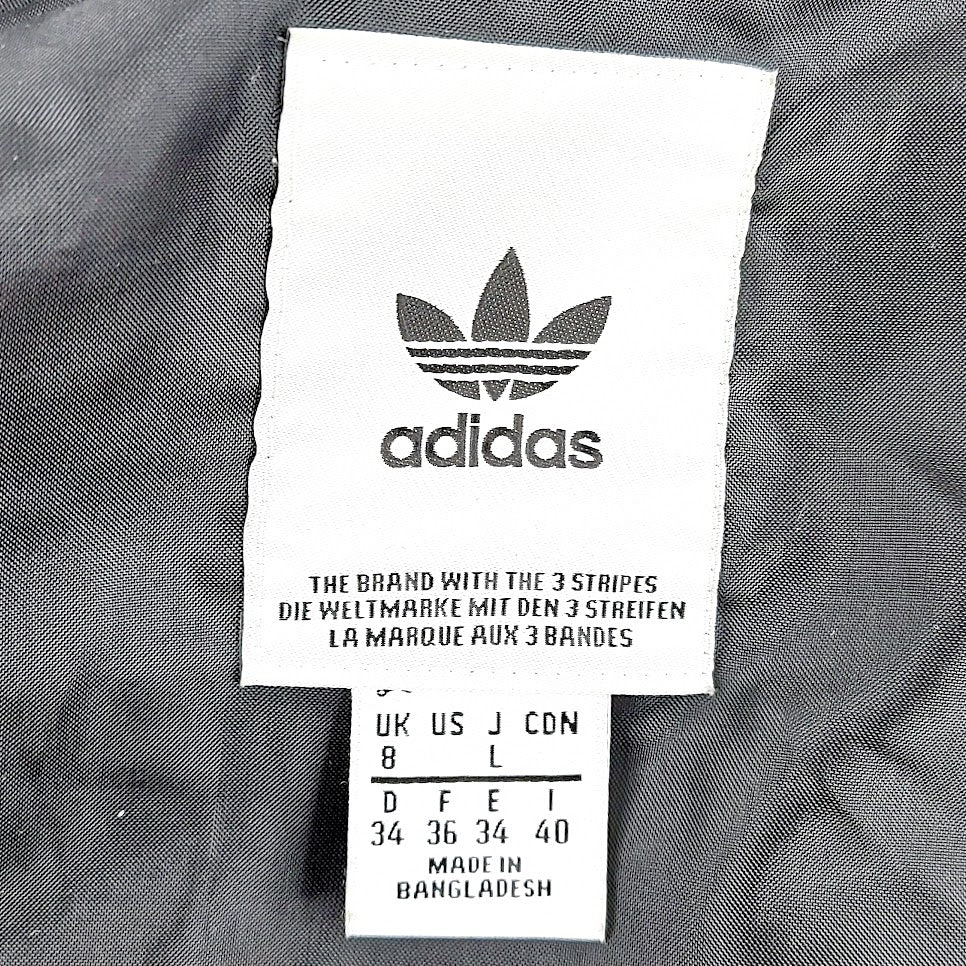 adidas
THE BRAND WITH THE 3 STRIPES
DIE WELTMARKE MIT DEN 3 STREIFEN
LA MARQUE AUX 3 BANDES
UK US J CDN
8 L
D F E I
34 36 34 40
MADE IN
BANGLADESH